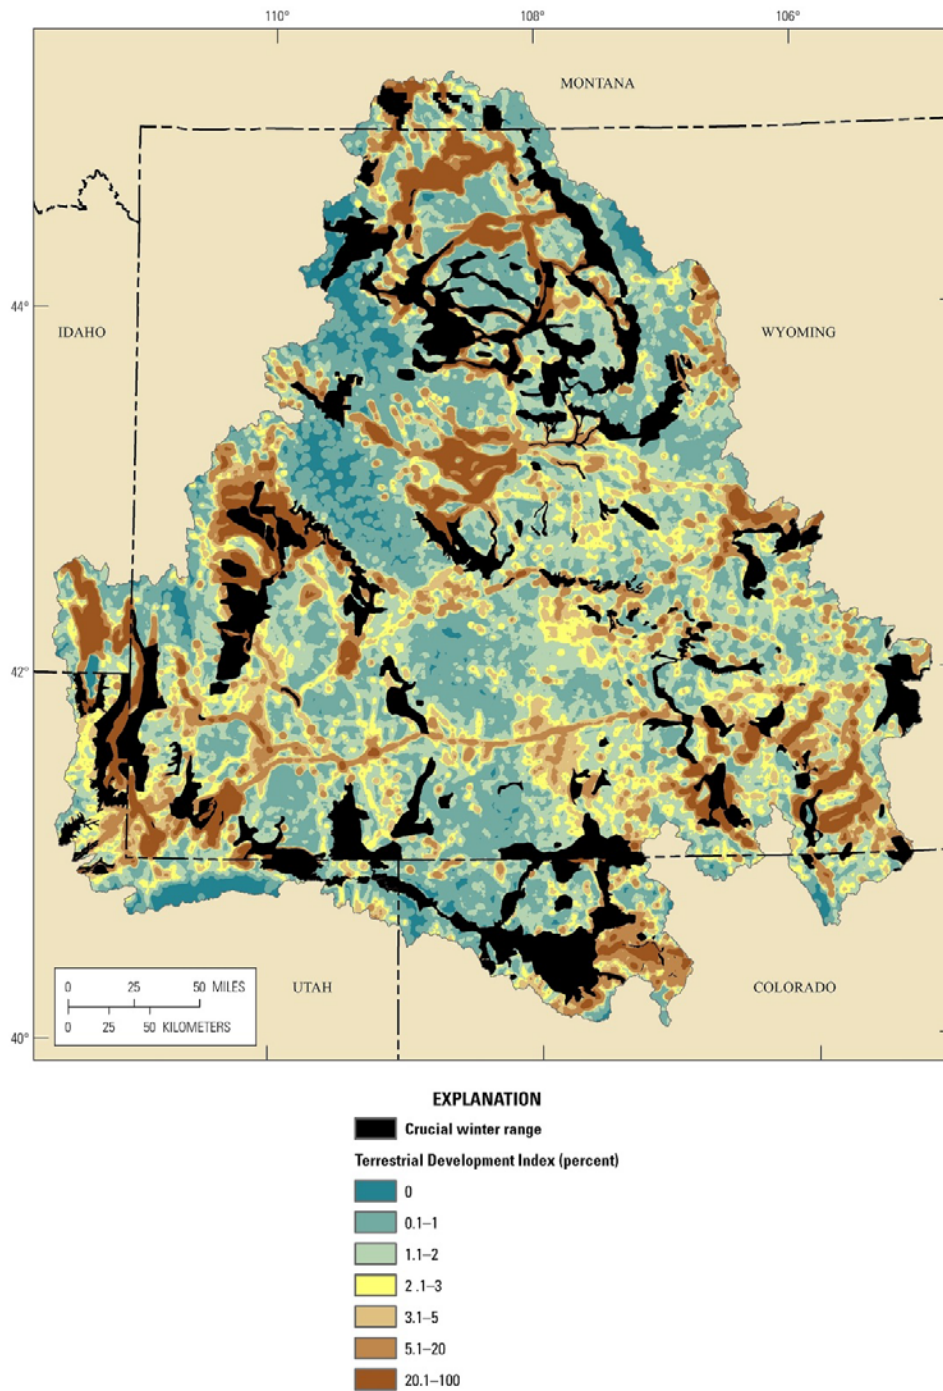 110° 108° 106°
MONTANA
44°
IDAHO WYOMING
42°
0 25 50 MILES
0 25 50 KILOMETERS
UTAH COLORADO
40°
EXPLANATION
Crucial winter range
Terrestrial Development Index (percent)
0
0.1–1
1.1–2
2 .1–3
3.1–5
5.1–20
20.1–100